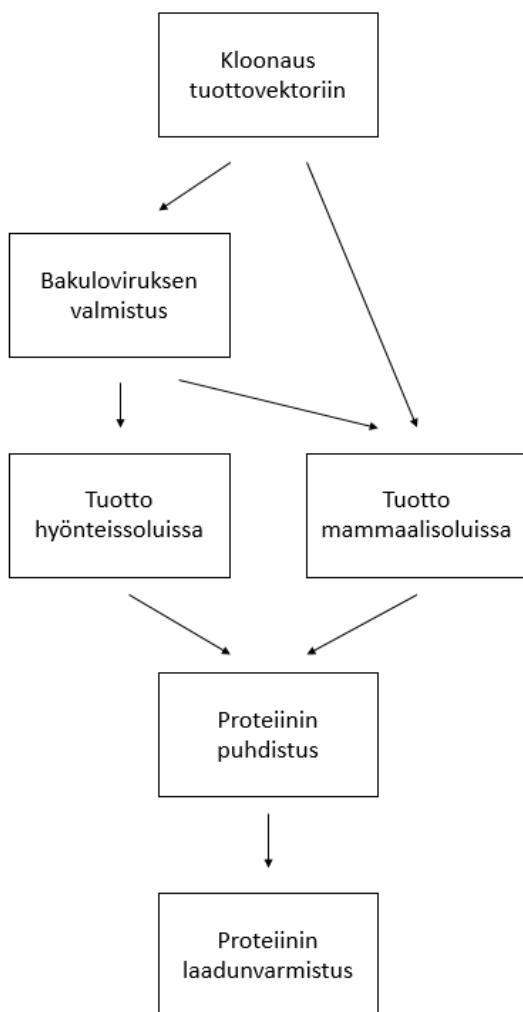 Kloonaus
tuottovektoriin
Bakuloviruksen
valmistus
Tuotto
hyönteissoluissa
Tuotto
mammaalisoluissa
Proteiinin
puhdistus
Proteiinin
laadunvarmistus